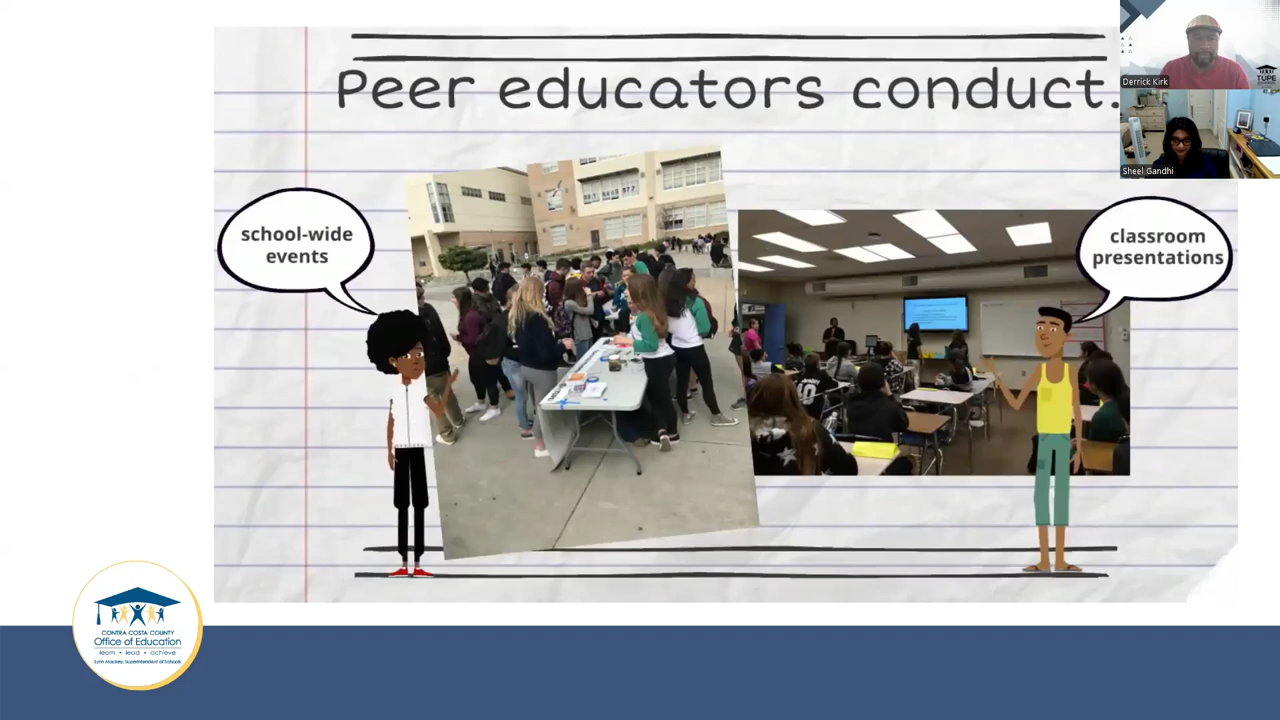 Peer educators conduct.
Derrick Kirk
TUPE
Sheel Gandhi
school-wide
events
classroom
presentations
10
CONTRA COSTA COUNTY
Office of Education
learn • lead • achieve
Lynn Mackey, Superintendent of Schools